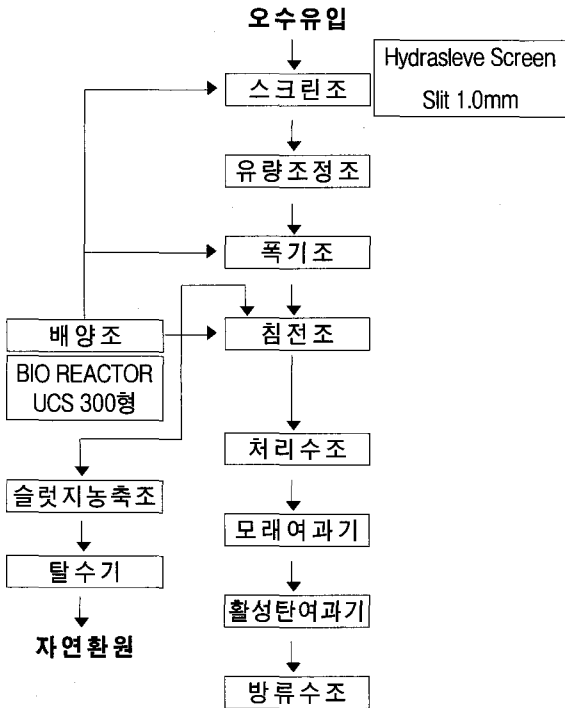 오수유입
스크린조
Hydrasleve Screen
Slit 1.0mm
유량조정조
폭기조
배양조
BIO REACTOR
UCS 300형
침전조
처리수조
슬럿지농축조
모래여과기
탈수기
활성탄여과기
자연환원
방류수조